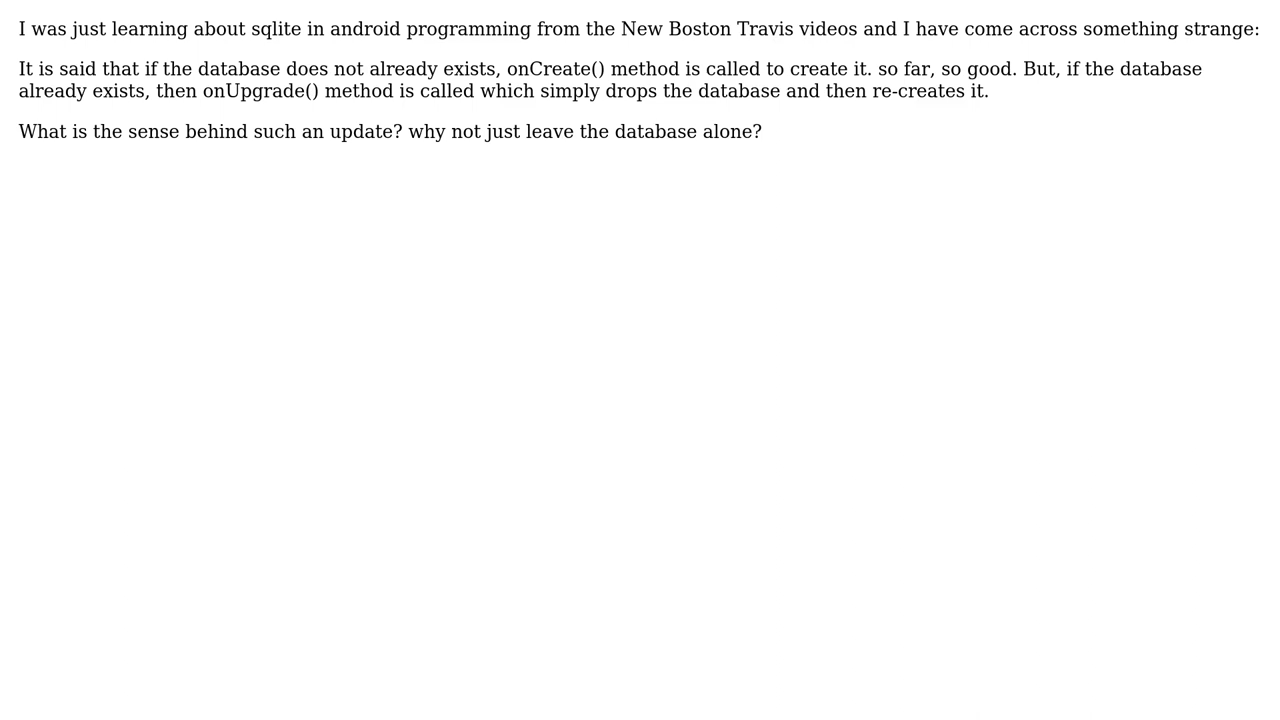 I was just learning about sqlite in android programming from the New Boston Travis videos and I have come across something strange:
It is said that if the database does not already exists, onCreate() method is called to create it. so far, so good. But, if the database
already exists, then onUpgrade() method is called which simply drops the database and then re-creates it.
What is the sense behind such an update? why not just leave the database alone?